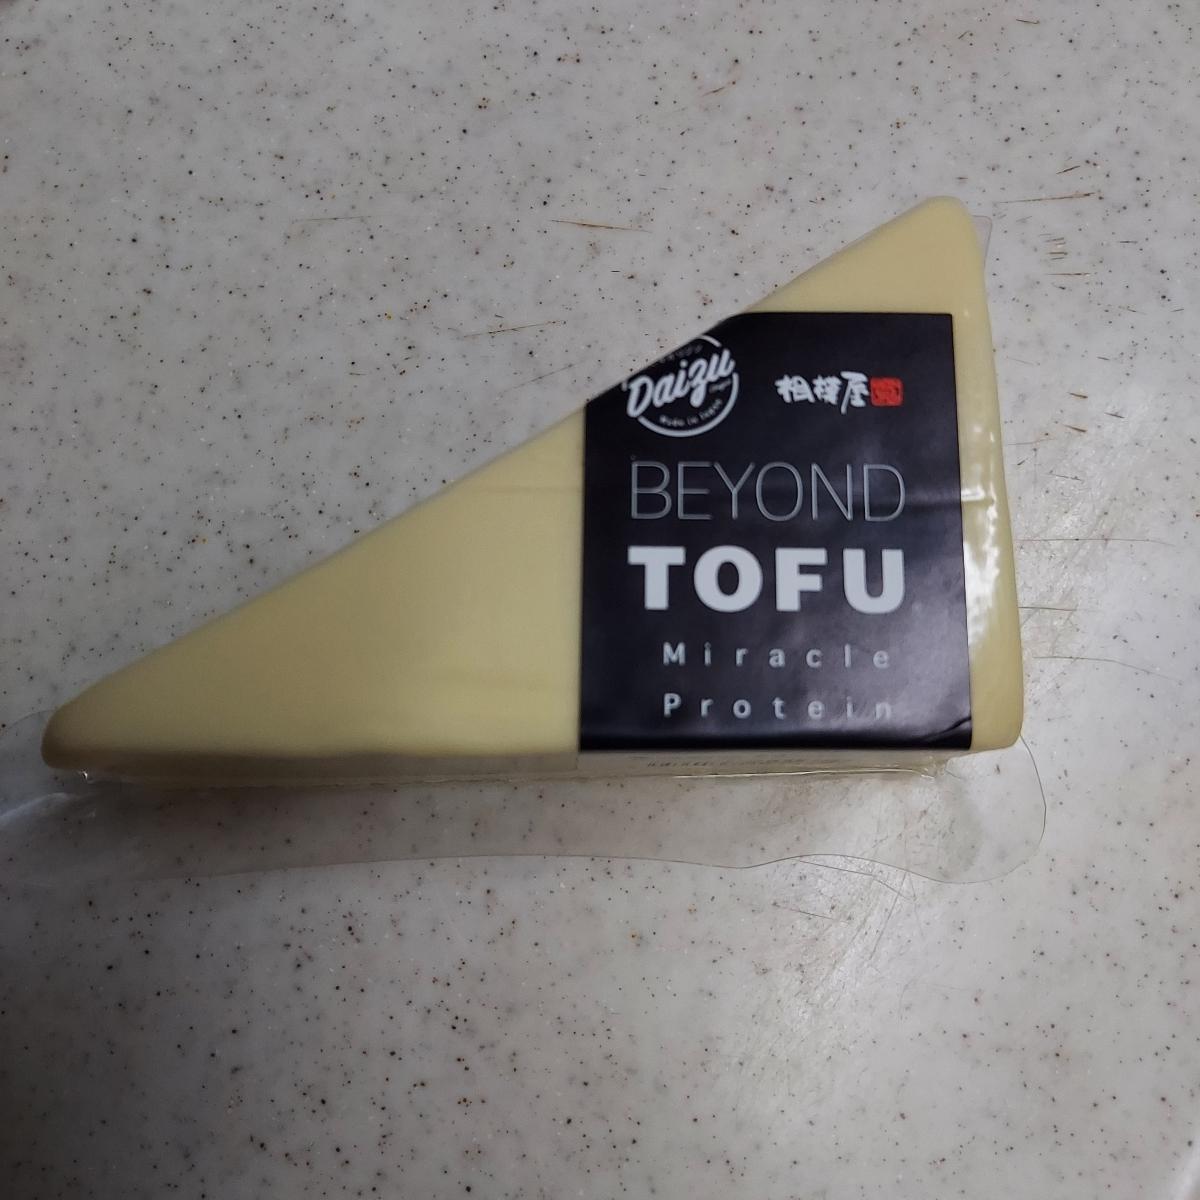 Daizu
Made in Japan
相模屋
BEYOND
TOFU
Miracle
Protein